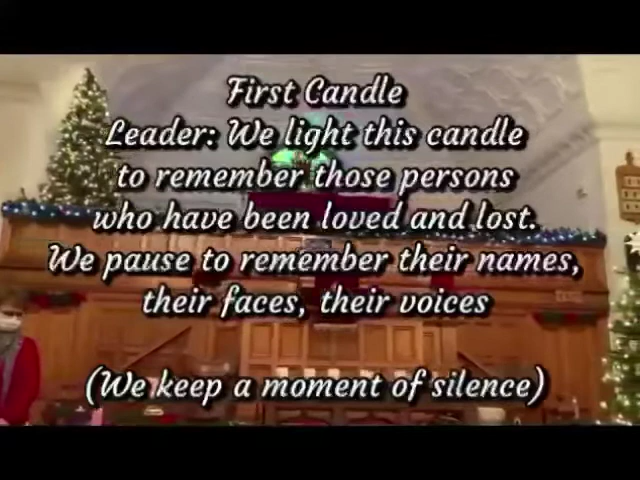 First Candle
Leader: We light this candle
to remember those persons
who have been loved and lost.
We pause to remember their names,
their faces, their voices
(We keep a moment of silence)